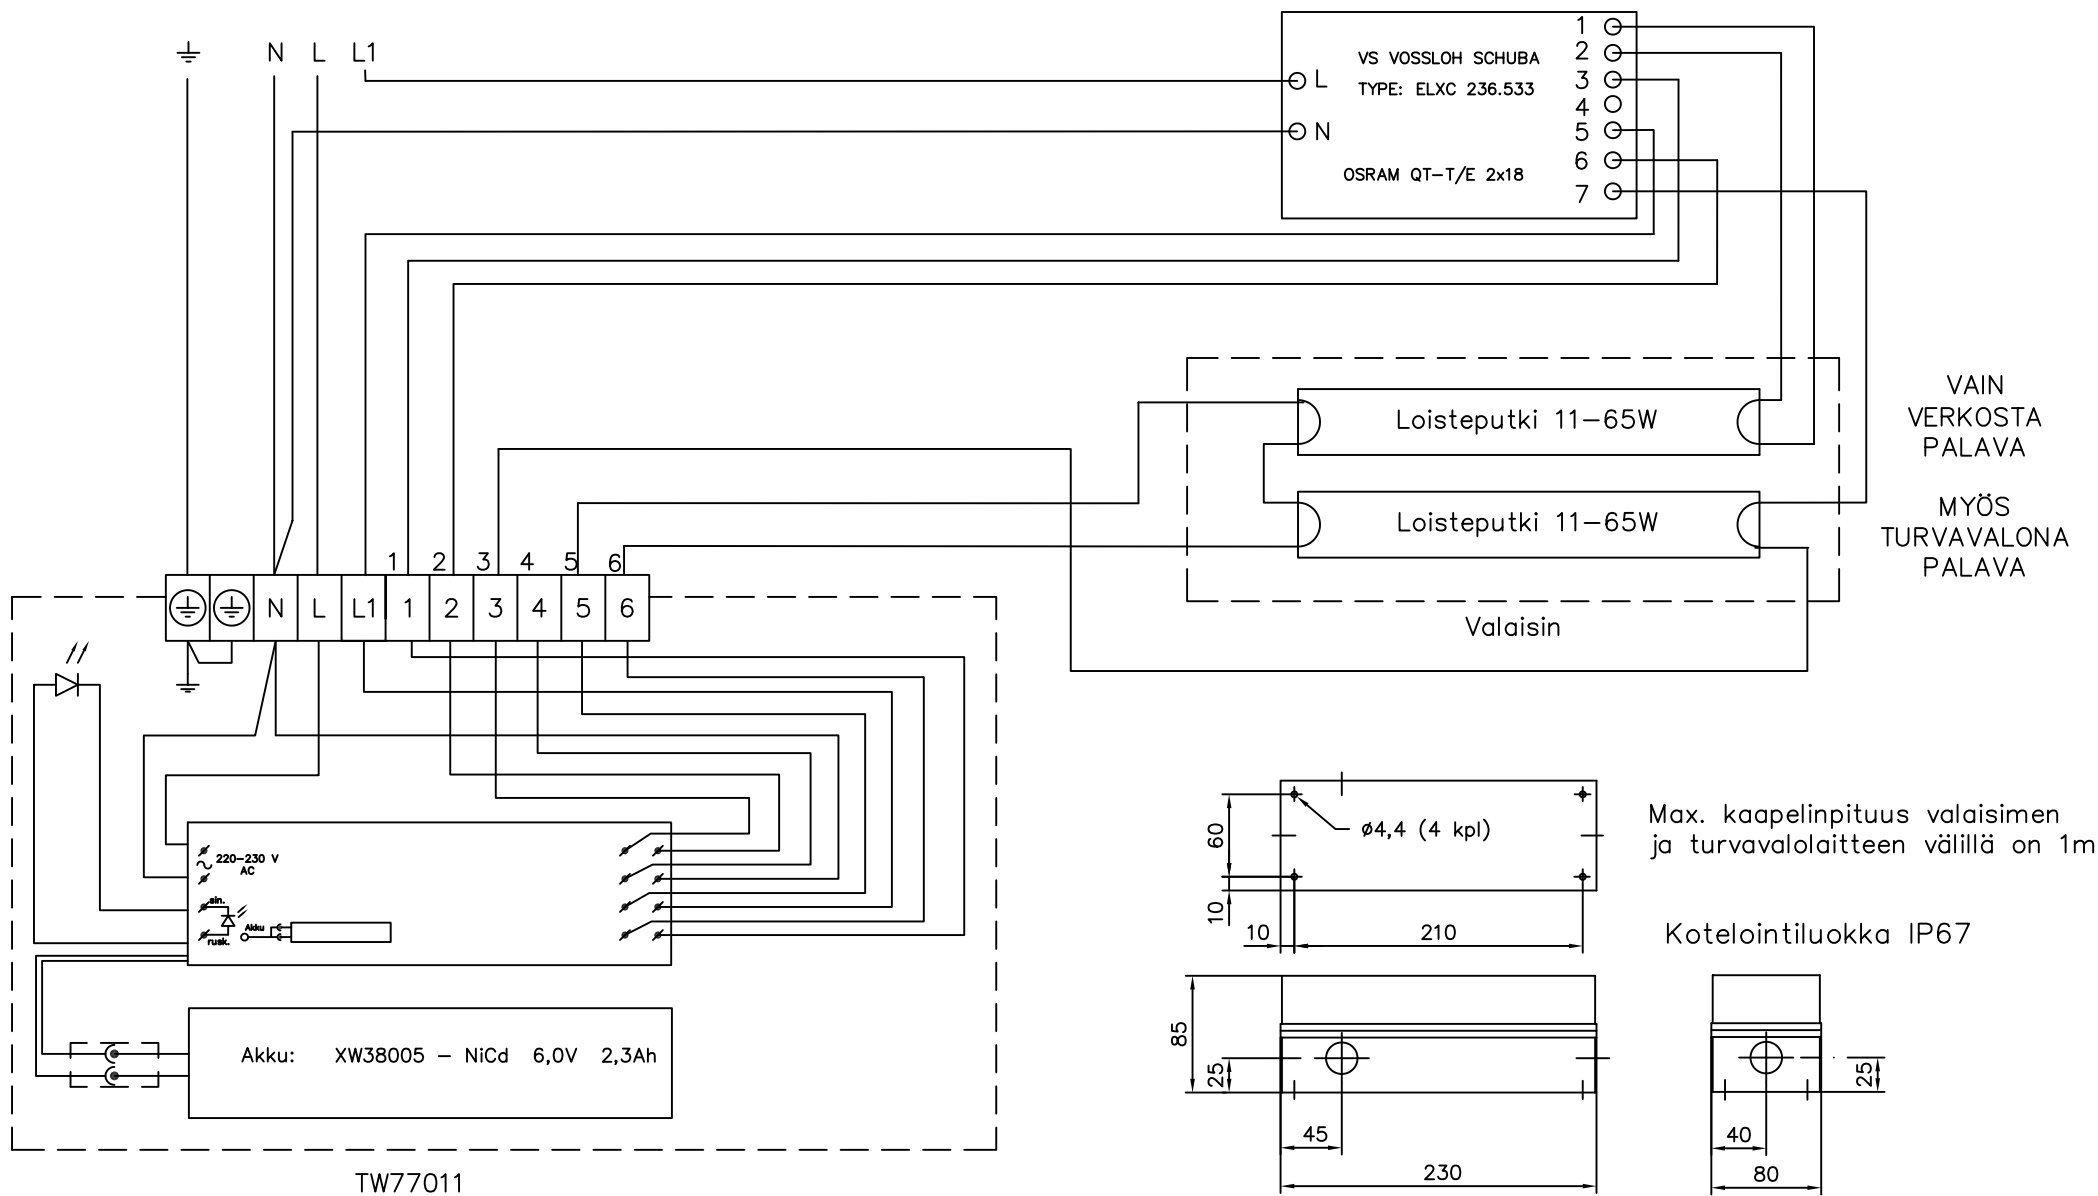 N L L1
VS VOSSLOH SCHUBA
TYPE: ELXC 236.533
OSRAM QT-T/E 2x18
L
N
1
2
3
4
5
6
7
VAIN
VERKOSTA
PALAVA
Loisteputki 11-65W
Loisteputki 11-65W
MYÖS
TURVAVALONA
PALAVA
Valaisin
1 2 3 4 5 6
N L L1 1 2 3 4 5 6
220-230 V
AC
sin.
rusk.
Akku
Akku: XW38005 - NiCd 6,0V 2,3Ah
TW77011
60
ø4,4 (4 kpl)
10
10
210
Max. kaapelinpituus valaisimen
ja turvavalolaitteen välillä on 1m
Kotelointiluokka IP67
85
25
45
230
25
40
80